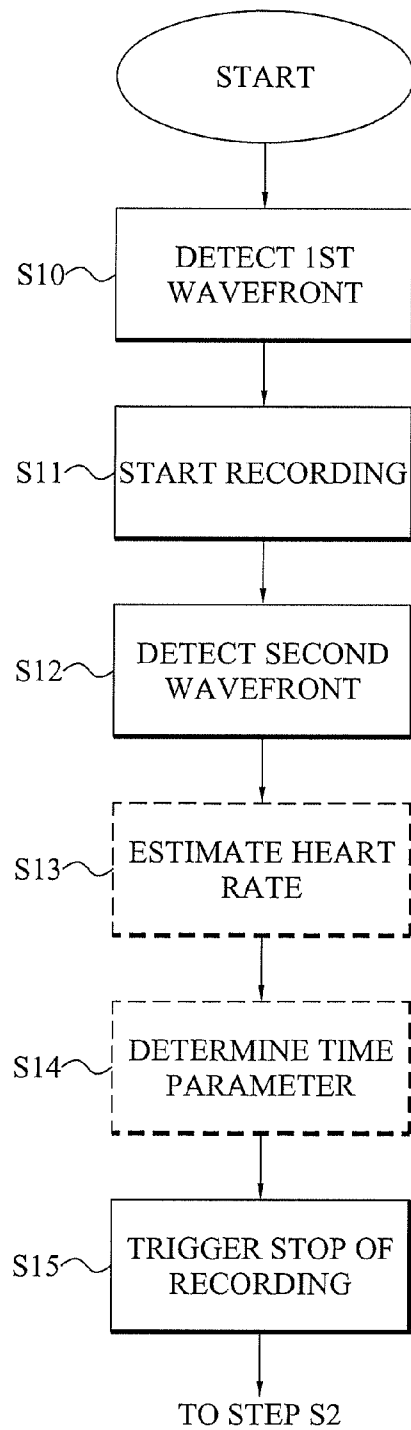 START
S10
DETECT 1ST
WAVEFRONT
S11
START RECORDING
S12
DETECT SECOND
WAVEFRONT
S13
ESTIMATE HEART
RATE
S14
DETERMINE TIME
PARAMETER
S15
TRIGGER STOP OF
RECORDING
TO STEP S2